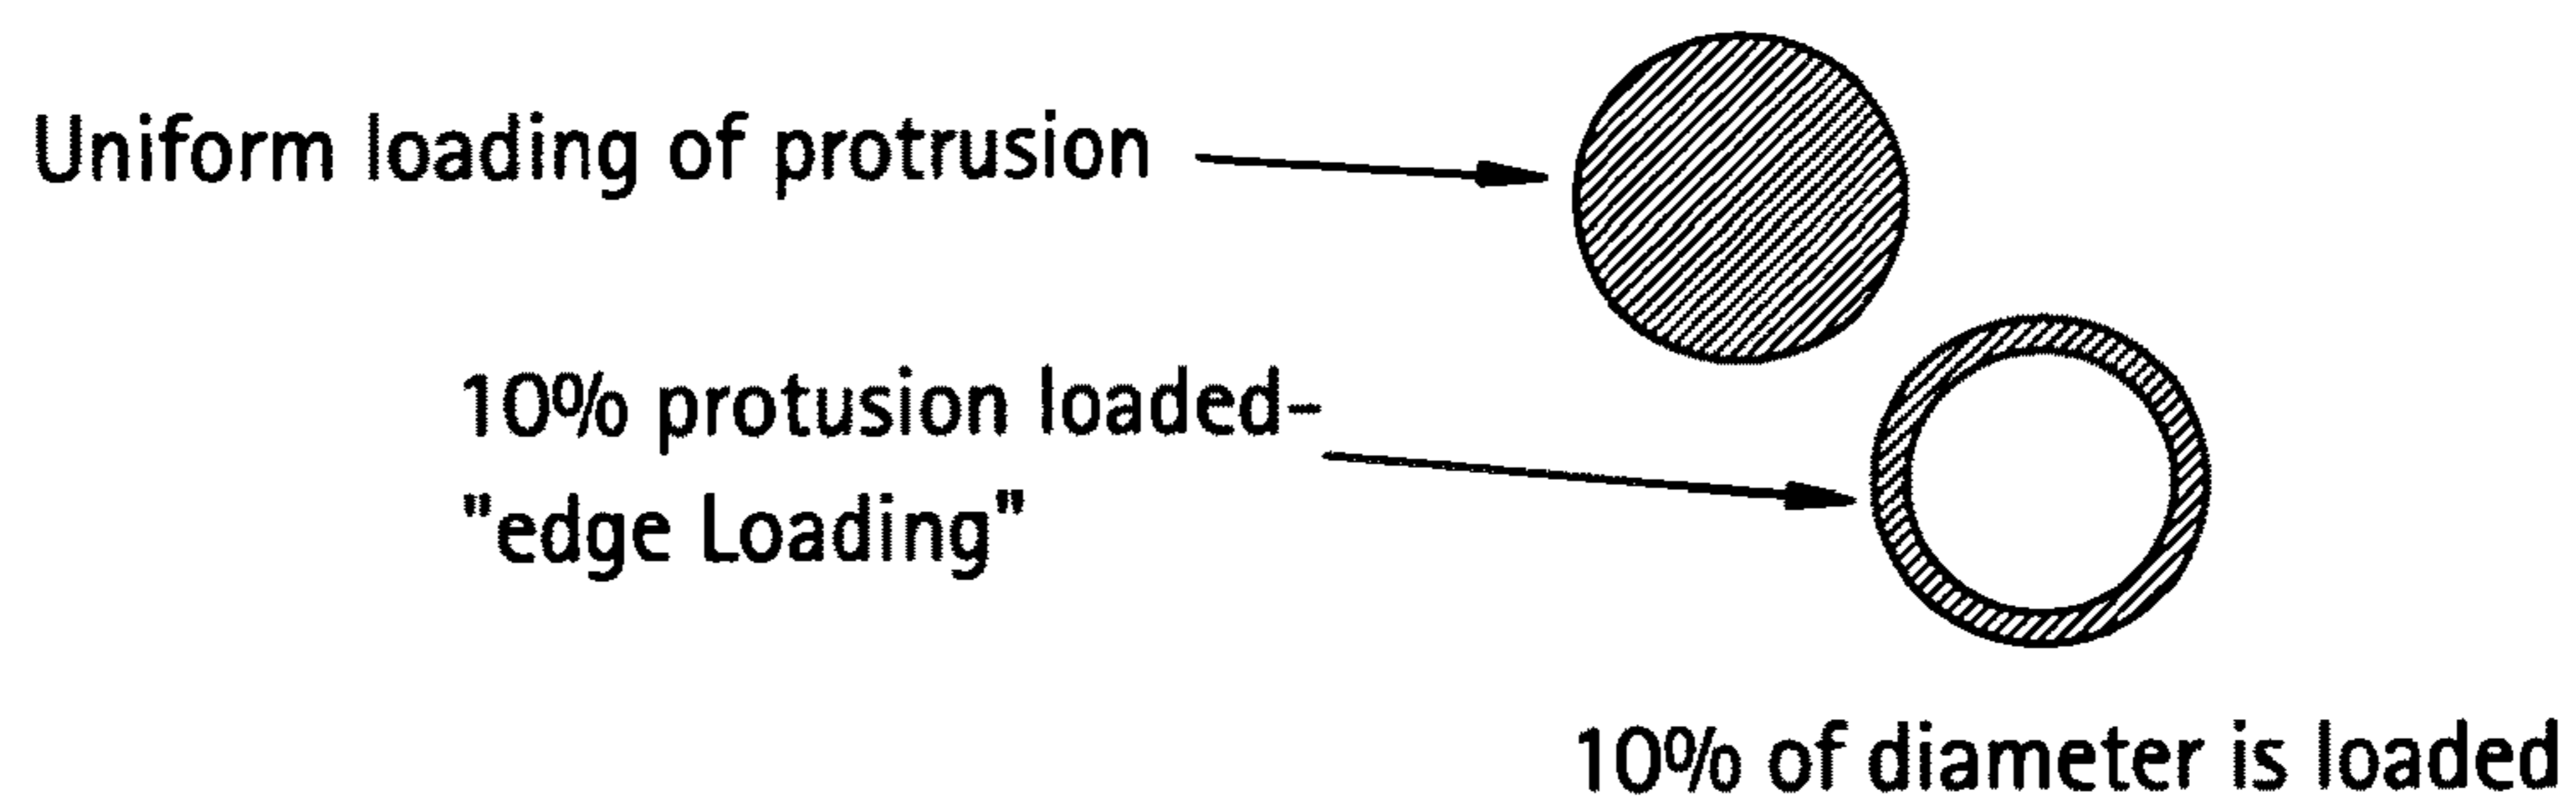 Uniform loading of protrusion
10% protusion loaded-
"edge Loading"
10% of diameter is loaded